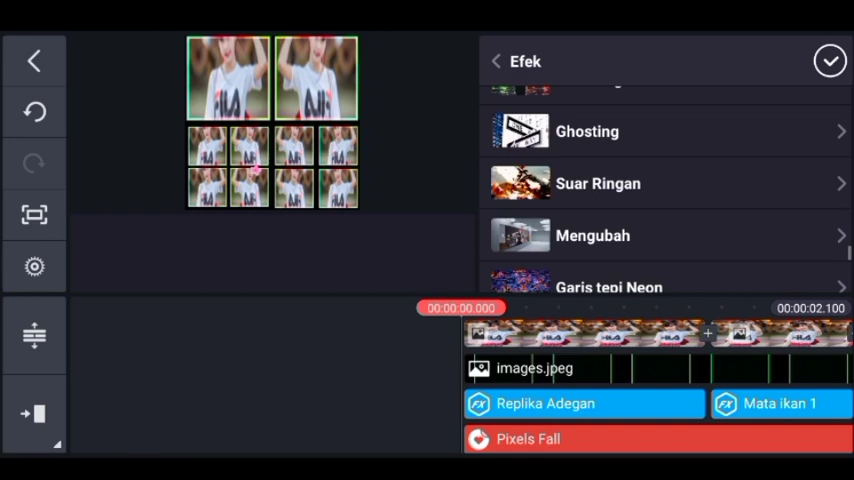 Efek
Ghosting
Suar Ringan
Mengubah
Garis tepi Neon
00:00:00.000
00:00:02.100
images.jpeg
Replika Adegan
Mata ikan 1
Pixels Fall
FILA